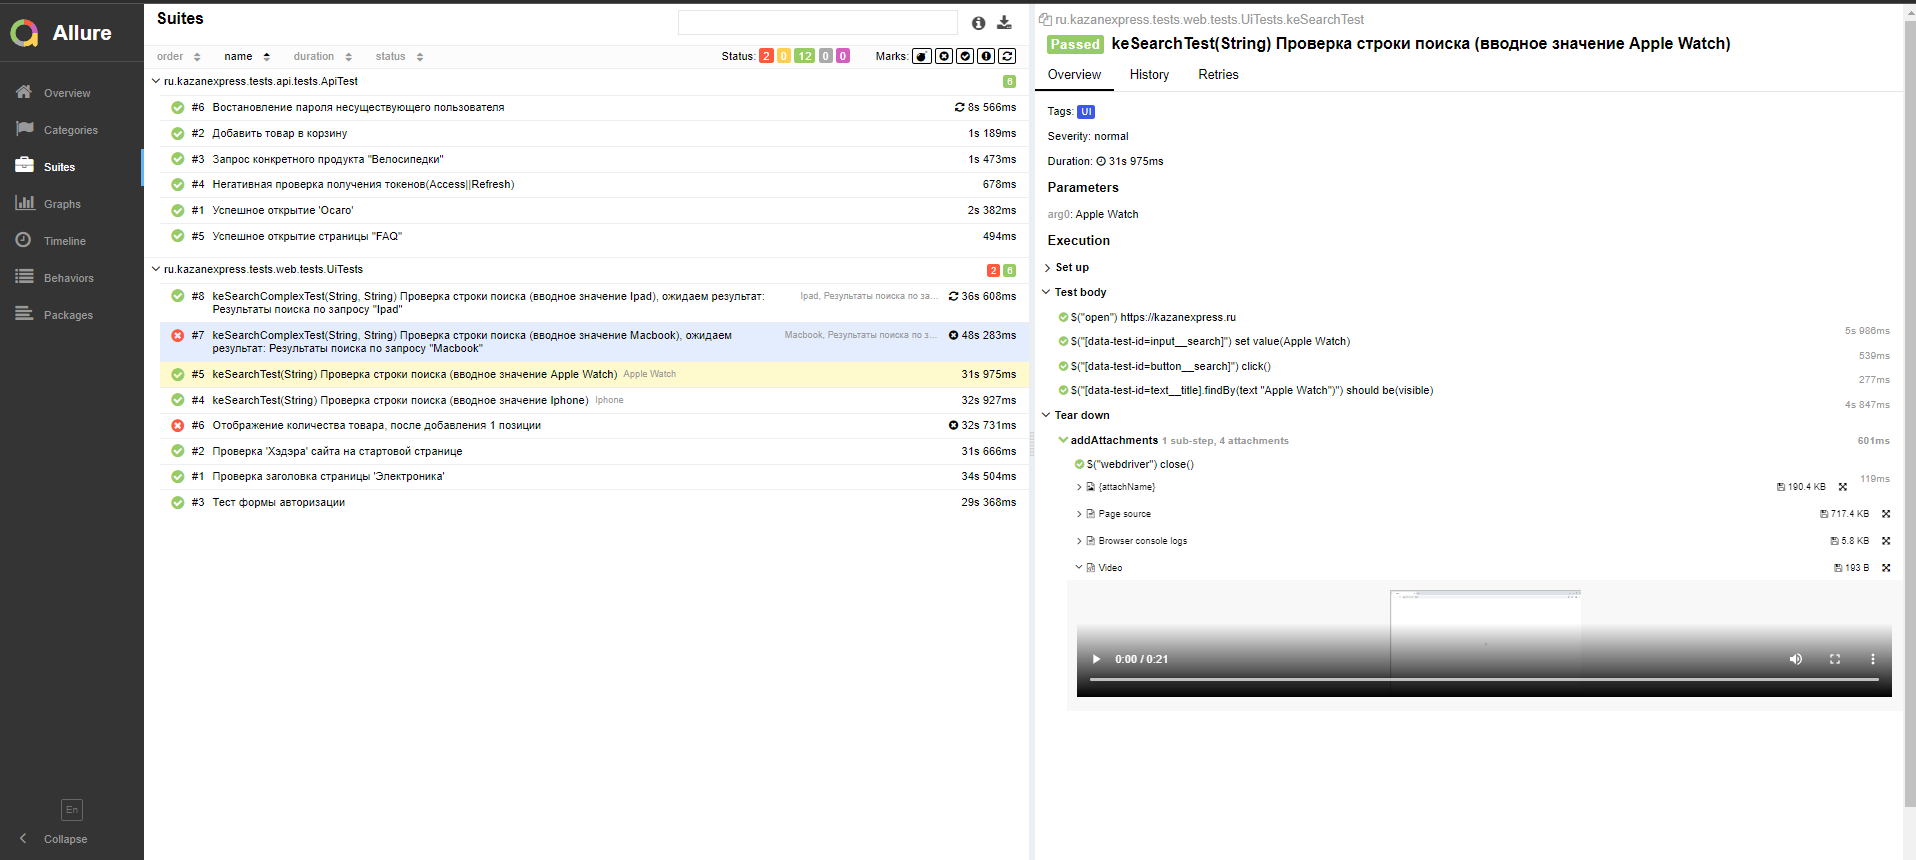 Allure
Overview
Categories
Suites
Graphs
Timeline
Behaviors
Packages
En
Collapse
Suites
order name duration status
Status: 2 0 12 0 0 Marks:
ru.kazanexpress.tests.api.tests.ApiTest 6
#6 Востановление пароля несуществующего пользователя 8s 566ms
#2 Добавить товар в корзину 1s 189ms
#3 Запрос конкретного продукта "Велосипедки" 1s 473ms
#4 Негативная проверка получения токенов(Access||Refresh) 678ms
#1 Успешное открытие 'Осаго' 2s 382ms
#5 Успешное открытие страницы "FAQ" 494ms
ru.kazanexpress.tests.web.tests.UiTests 2 6
#8 keSearchComplexTest(String, String) Проверка строки поиска (вводное значение Ipad), ожидаем результат: Ipad, Результаты поиска по за... 36s 608ms
Результаты поиска по запросу "Ipad"
#7 keSearchComplexTest(String, String) Проверка строки поиска (вводное значение Macbook), ожидаем Macbook, Результаты поиска по з... 48s 283ms
результат: Результаты поиска по запросу "Macbook"
#5 keSearchTest(String) Проверка строки поиска (вводное значение Apple Watch) Apple Watch 31s 975ms
#4 keSearchTest(String) Проверка строки поиска (вводное значение Iphone) Iphone 32s 927ms
#6 Отображение количества товара, после добавления 1 позиции 32s 731ms
#2 Проверка 'Хэдэра' сайта на стартовой странице 31s 666ms
#1 Проверка заголовка страницы 'Электроника' 34s 504ms
#3 Тест формы авторизации 29s 368ms
ru.kazanexpress.tests.web.tests.UiTests.keSearchTest
Passed keSearchTest(String) Проверка строки поиска (вводное значение Apple Watch)
Overview History Retries
Tags: UI
Severity: normal
Duration: 31s 975ms
Parameters
arg0: Apple Watch
Execution
Set up
Test body
$("open") https://kazanexpress.ru
5s 986ms
$("[data-test-id=input__search]") set value(Apple Watch)
539ms
$("[data-test-id=button__search]") click()
277ms
$("[data-test-id=text__title].findBy(text "Apple Watch")") should be(visible)
4s 847ms
Tear down
addAttachments 1 sub-step, 4 attachments 601ms
$("webdriver") close()
119ms
{attachName} 190.4 KB
Page source 717.4 KB
Browser console logs 5.8 KB
Video 193 B
0:00 / 0:21